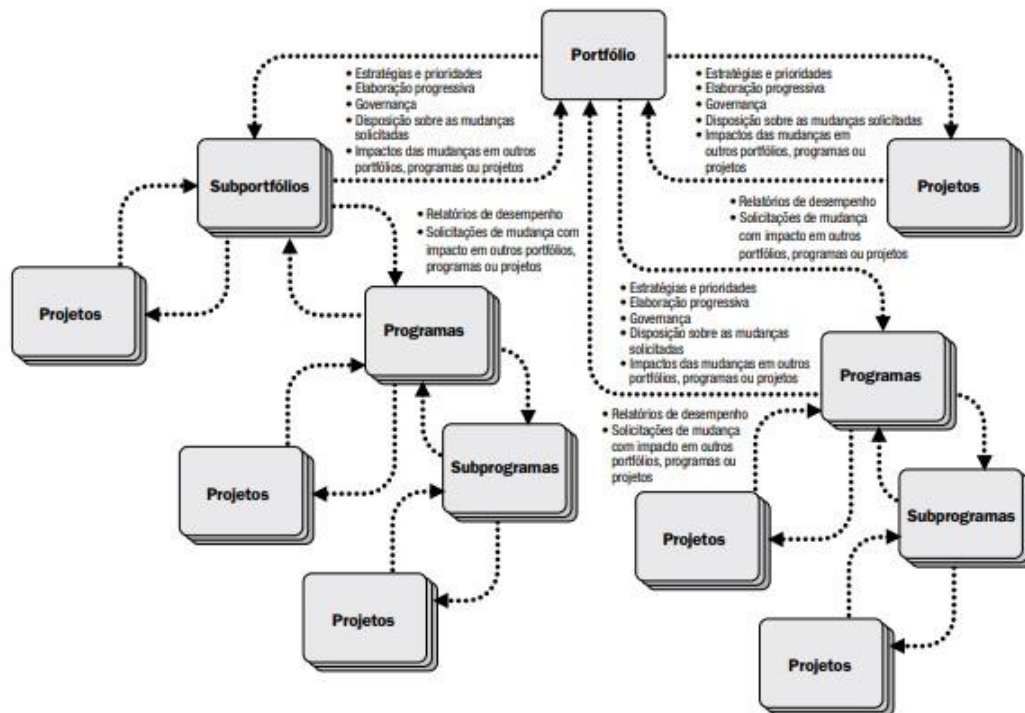 Portfólio
• Estratégias e prioridades
• Elaboração progressiva
• Governança
• Disposição sobre as mudanças
solicitadas
• Impactos das mudanças em outros
portfólios, programas ou projetos
• Estratégias e prioridades
• Elaboração progressiva
• Governança
• Disposição sobre as mudanças solicitadas
• Impactos das mudanças em
outros portfólios, programas ou
projetos
Subportfólios
Projetos
• Relatórios de desempenho
• Solicitações de mudança com
impacto em outros portfólios,
programas ou projetos
• Relatórios de desempenho
• Solicitações de mudança
com impacto em outros
portfólios, programas ou projetos
Projetos
Programas
• Estratégias e prioridades
• Elaboração progressiva
• Governança
• Disposição sobre as mudanças
solicitadas
• Impactos das mudanças em outros
portfólios, programas ou projetos
Programas
• Relatórios de desempenho
• Solicitações de mudança
com impacto em outros
portfólios, programas ou
projetos
Projetos
Subprogramas
Projetos
Subprogramas
Projetos
Projetos